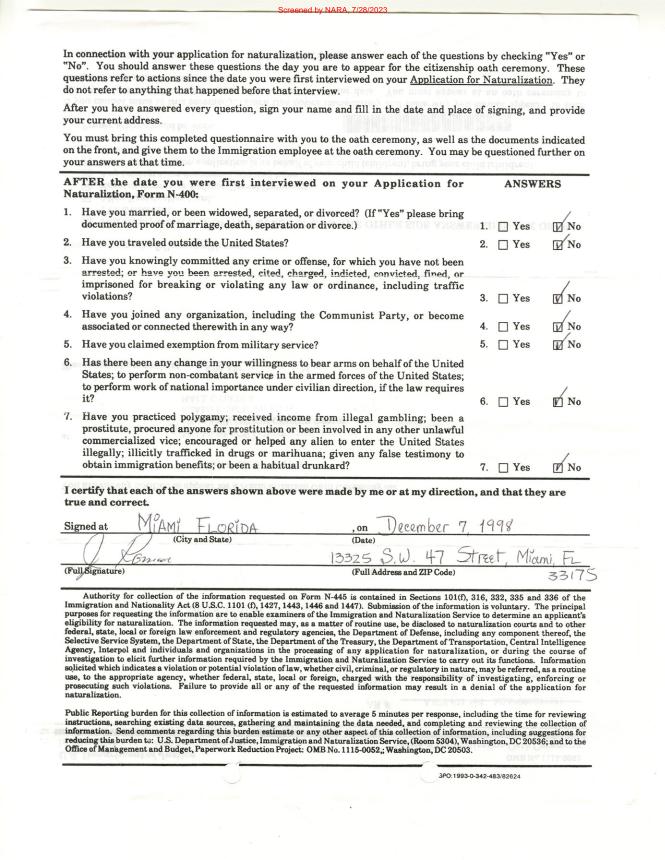 Screened by NARA, 7/28/2023
In connection with your application for naturalization, please answer each of the questions by checking "Yes" or
"No". You should answer these questions the day you are to appear for the citizenship oath ceremony. These
questions refer to actions since the date you were first interviewed on your Application for Naturalization. They
do not refer to anything that happened before that interview.
After you have answered every question, sign your name and fill in the date and place of signing, and provide
your current address.
You must bring this completed questionnaire with you to the oath ceremony, as well as the documents indicated
on the front, and give them to the Immigration employee at the oath ceremony. You may be questioned further on
your answers at that time.
AFTER the date you were first interviewed on your Application for ANSWERS
Naturaliztion, Form N-400:
1. Have you married, or been widowed, separated, or divorced? (If "Yes" please bring
documented proof of marriage, death, separation or divorce.) 1. Yes No
2. Have you traveled outside the United States? 2. Yes No
3. Have you knowingly committed any crime or offense, for which you have not been
arrested; or have you been arrested, cited, charged, indicted, convicted, fined, or
imprisoned for breaking or violating any law or ordinance, including traffic
violations? 3. Yes No
4. Have you joined any organization, including the Communist Party, or become
associated or connected therewith in any way? 4. Yes No
5. Have you claimed exemption from military service? 5. Yes No
6. Has there been any change in your willingness to bear arms on behalf of the United
States; to perform non-combatant service in the armed forces of the United States;
to perform work of national importance under civilian direction, if the law requires
it? 6. Yes No
7. Have you practiced polygamy; received income from illegal gambling; been a
prostitute, procured anyone for prostitution or been involved in any other unlawful
commercialized vice; encouraged or helped any alien to enter the United States
illegally; illicitly trafficked in drugs or marihuana; given any false testimony to
obtain immigration benefits; or been a habitual drunkard? 7. Yes No
I certify that each of the answers shown above were made by me or at my direction, and that they are
true and correct.
Signed at MIAMI FLORIDA , on December 7, 1998
(City and State) (Date)
13325 S.W. 47 Street, Miami, FL
(Full Signature) (Full Address and ZIP Code) 33175
Authority for collection of the information requested on Form N-445 is contained in Sections 101(f), 316, 332, 335 and 336 of the
Immigration and Nationality Act (8 U.S.C. 1101 (f), 1427, 1443, 1446 and 1447). Submission of the information is voluntary. The principal
purposes for requesting the information are to enable examiners of the Immigration and Naturalization Service to determine an applicant's
eligibility for naturalization. The information requested may, as a matter of routine use, be disclosed to naturalization courts and to other
federal, state, local or foreign law enforcement and regulatory agencies, the Department of Defense, including any component thereof, the
Selective Service System, the Department of State, the Department of the Treasury, the Department of Transportation, Central Intelligence
Agency, Interpol and individuals and organizations in the processing of any application for naturalization, or during the course of
investigation to elicit further information required by the Immigration and Naturalization Service to carry out its functions. Information
solicited which indicates a violation or potential violation of law, whether civil, criminal, or regulatory in nature, may be referred, as a routine
use, to the appropriate agency, whether federal, state, local or foreign, charged with the responsibility of investigating, enforcing or
prosecuting such violations. Failure to provide all or any of the requested information may result in a denial of the application for
naturalization.
Public Reporting burden for this collection of information is estimated to average 5 minutes per response, including the time for reviewing
instructions, searching existing data sources, gathering and maintaining the data needed, and completing and reviewing the collection of
information. Send comments regarding this burden estimate or any other aspect of this collection of information, including suggestions for
reducing this burden to: U.S. Department of Justice, Immigration and Naturalization Service, (Room 5304), Washington, DC 20536; and to the
Office of Management and Budget, Paperwork Reduction Project: OMB No. 1115-0052,; Washington, DC 20503.
3PO:1993-0-342-483/82624